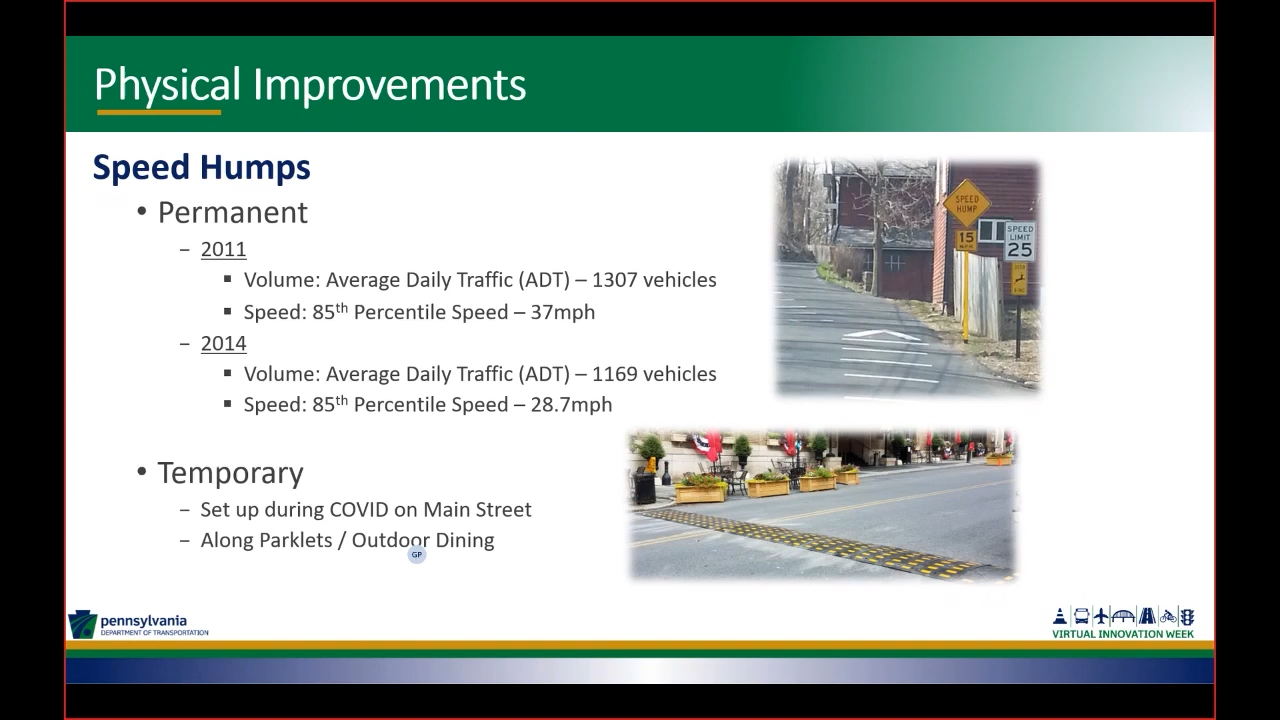 Physical Improvements
Speed Humps
• Permanent
– 2011
▪ Volume: Average Daily Traffic (ADT) – 1307 vehicles
▪ Speed: 85th Percentile Speed – 37mph
– 2014
▪ Volume: Average Daily Traffic (ADT) – 1169 vehicles
▪ Speed: 85th Percentile Speed – 28.7mph
• Temporary
– Set up during COVID on Main Street
– Along Parklets / Outdoor Dining
GP
SPEED
HUMP
15
SPEED
LIMIT
25
pennsylvania
DEPARTMENT OF TRANSPORTATION
VIRTUAL INNOVATION WEEK